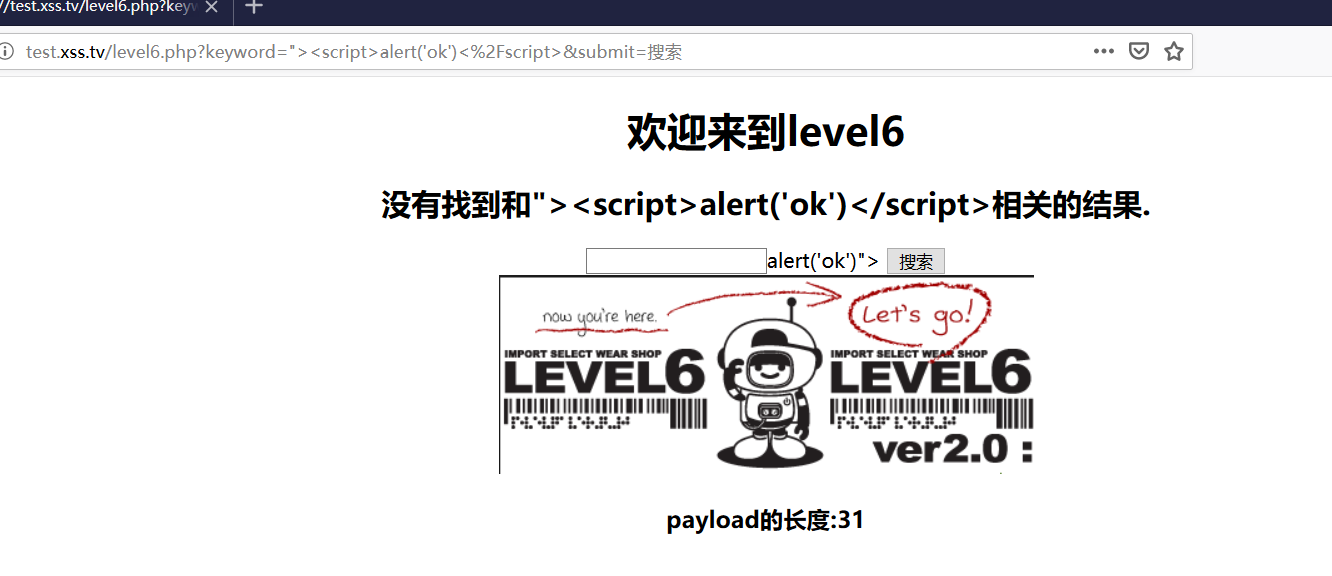 //test.xss.tv/level6.php?keyw
test.xss.tv/level6.php?keyword="><script>alert('ok')<%2Fscript>&submit=搜索
欢迎来到level6
没有找到和"><script>alert('ok')</script>相关的结果.
alert('ok')"> 搜索
now you're here. Let's go!
IMPORT SELECT WEAR SHOP IMPORT SELECT WEAR SHOP
LEVEL6 LEVEL6
ver2.0 :
payload的长度:31